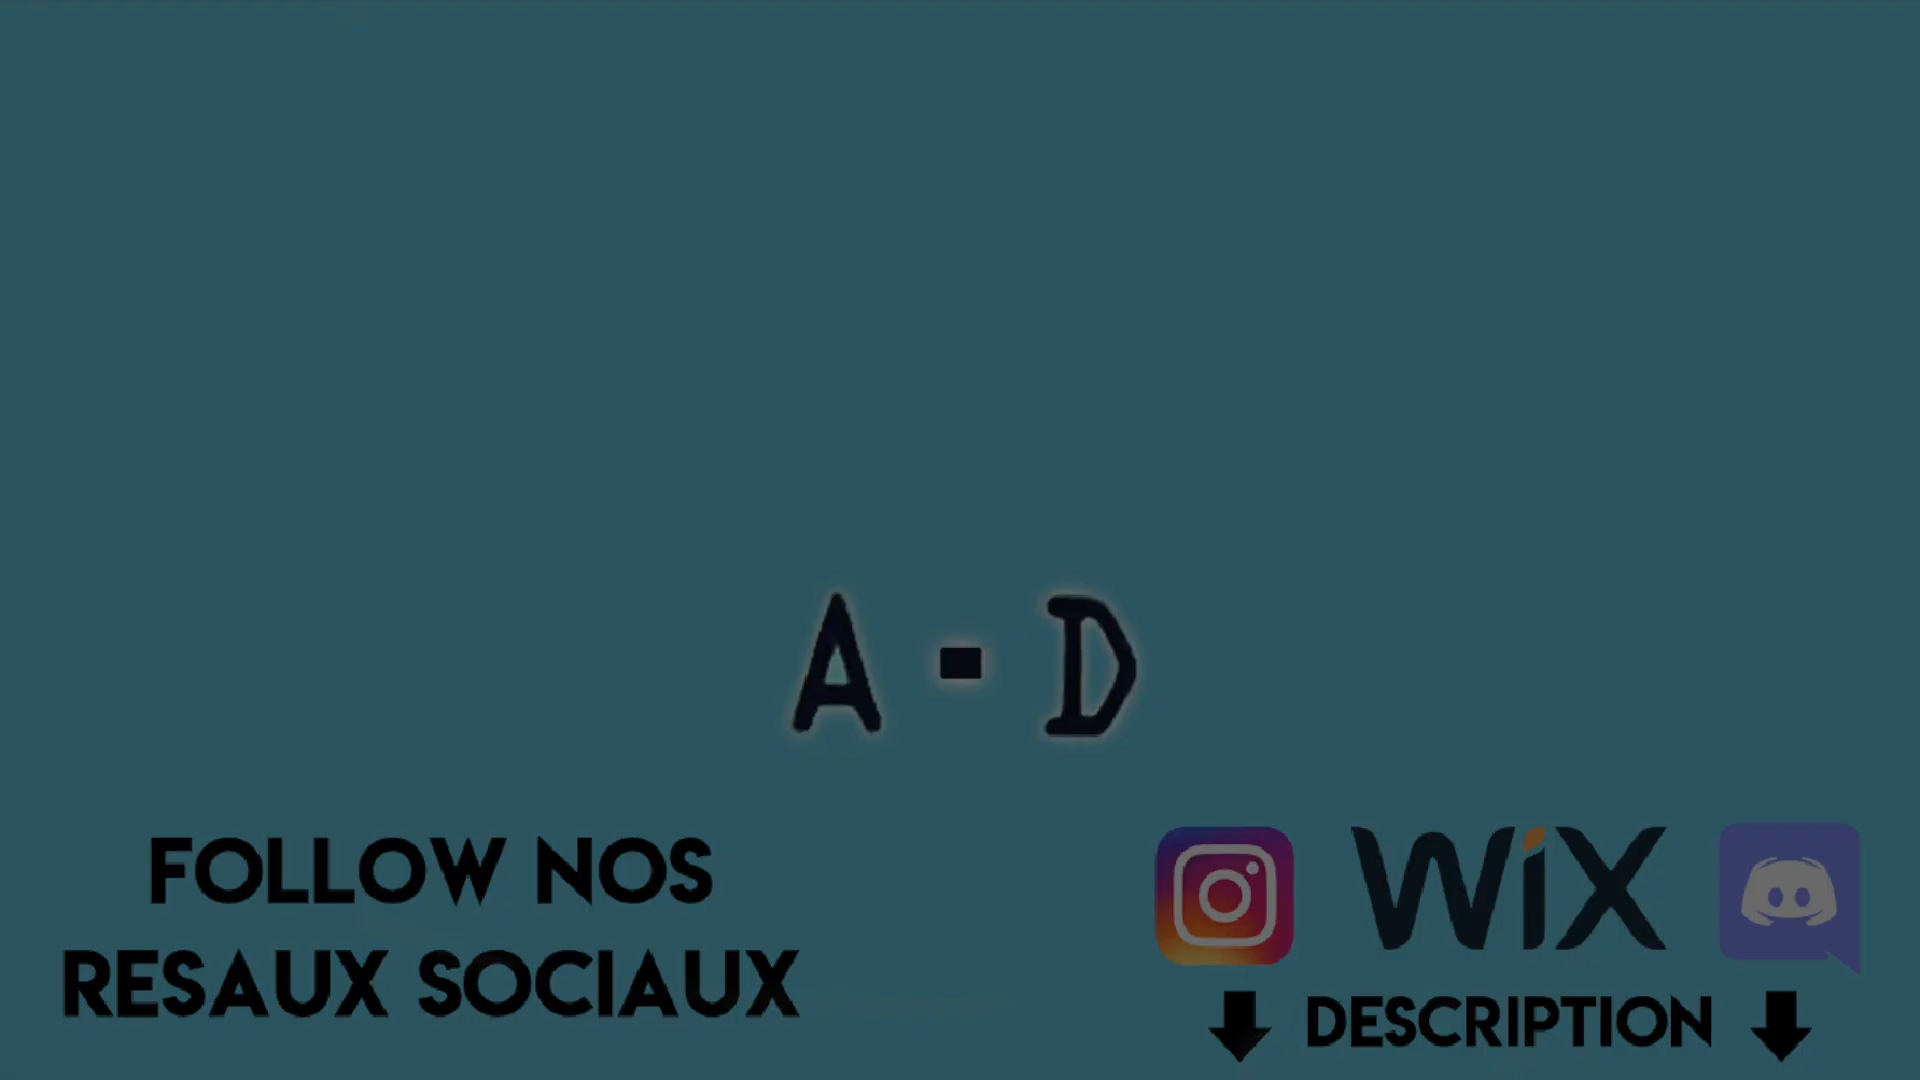 A - D
FOLLOW NOS
RESAUX SOCIAUX
WiX
DESCRIPTION